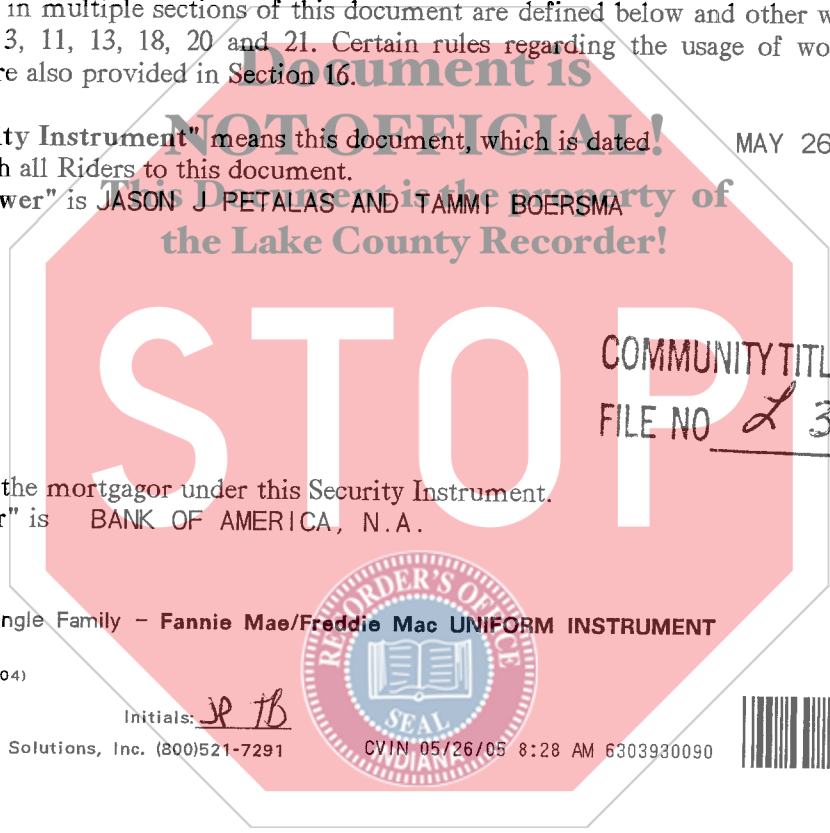 in multiple sections of this document are defined below and other w
3, 11, 13, 18, 20 and 21. Certain rules regarding the usage of wo
re also provided in Section 16.
Document is
NOT OFFICIAL!
ity Instrument" means this document, which is dated MAY 26
h all Riders to this document.
This Document is the property of
wer" is JASON J PETALAS AND TAMMI BOERSMA
the Lake County Recorder!
STOP
COMMUNITY TITL
FILE NO L 3
the mortgagor under this Security Instrument.
r" is BANK OF AMERICA, N.A.
RECORDER'S OFFICE
ngle Family - Fannie Mae/Freddie Mac UNIFORM INSTRUMENT
04)
SEAL
INDIANA
Initials: JP TB
Solutions, Inc. (800)521-7291 CVIN 05/26/05 8:28 AM 6303930090